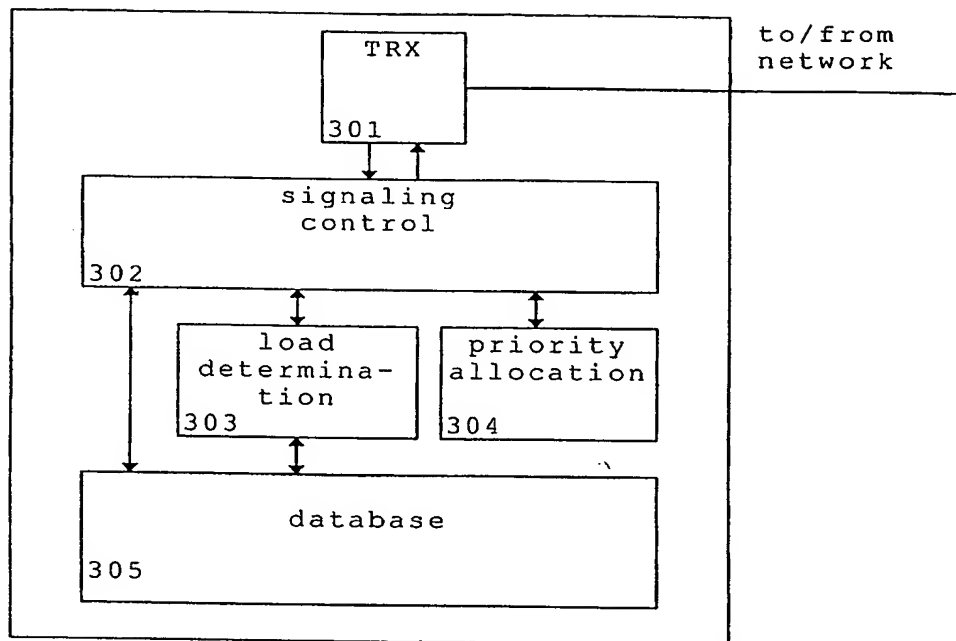 TRX
301
to/from
network
signaling
control
302
load
determina-
tion
303
priority
allocation
304
database
305